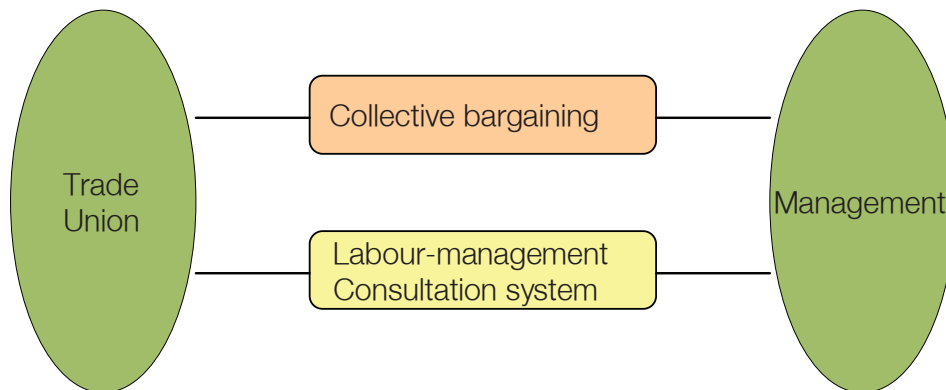 Collective bargaining
Trade
Union
Management
Labour-management
Consultation system